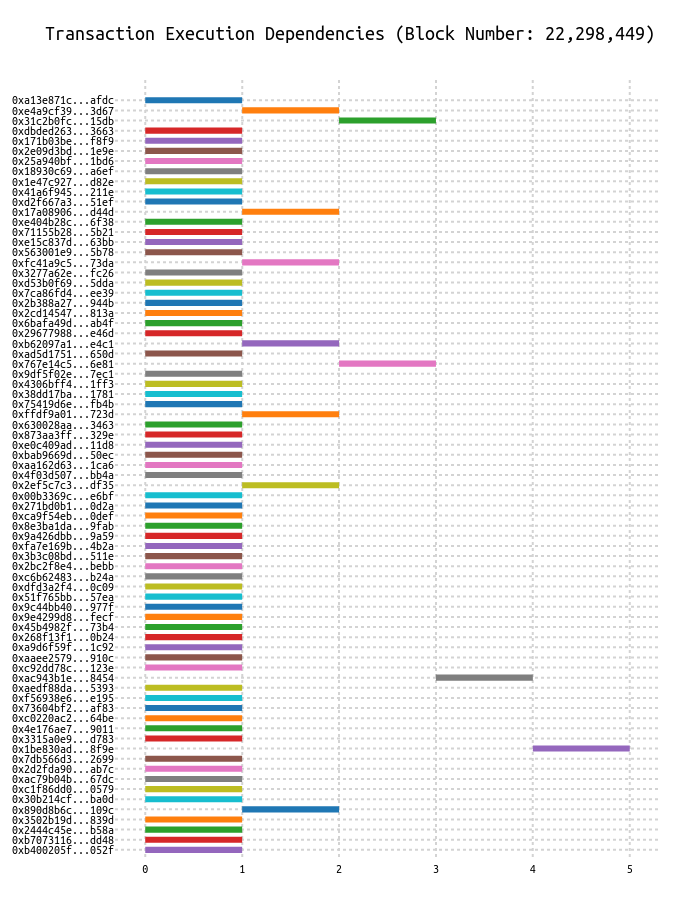 Transaction Execution Dependencies (Block Number: 22,298,449)
0xa13e871c...afdc
0xe4a9cf39...3d67
0x31c2b0fc...15db
0xdbded263...3663
0x171b03be...f8f9
0x2e09d3bd...1e9e
0x25a940bf...1bd6
0x18930c69...a6ef
0x1e47c927...d82e
0x41a6f945...211e
0xd2f667a3...51ef
0x17a08906...d44d
0xe404b28c...6f38
0x71155b28...5b21
0xe15c837d...63bb
0x563001e9...5b78
0xfc41a9c5...73da
0x3277a62e...fc26
0xd53b0f69...5dda
0x7ca86fd4...ee39
0x2b388a27...944b
0x2cd14547...813a
0x6bafa49d...ab4f
0x29677988...e46d
0xb62097a1...e4c1
0xad5d1751...650d
0x767e14c5...6e81
0x9df5f02e...7ec1
0x4306bff4...1ff3
0x38dd17ba...1781
0x75419d6e...fb4b
0xffdf9a01...723d
0x630028aa...3463
0x873aa3ff...329e
0xe0c409ad...11d8
0xbab9669d...50ec
0xaa162d63...1ca6
0x4f03d507...bb4a
0x2ef5c7c3...df35
0x00b3369c...e6bf
0x271bd0b1...0d2a
0xca9f54eb...0def
0x8e3ba1da...9fab
0x9a426dbb...9a59
0xfa7e169b...4b2a
0x3b3c08bd...511e
0x2bc2f8e4...bebb
0xc6b62483...b24a
0xdfd3a2f4...0c09
0x51f765bb...57ea
0x9c44bb40...977f
0x9e4299d8...fecf
0x45b4982f...73b4
0x268f13f1...0b24
0xa9d6f59f...1c92
0xaaee2579...910c
0xc92dd78c...123e
0xac943b1e...8454
0xaedf88da...5393
0xf56938e6...e195
0x73604bf2...af83
0xc0220ac2...64be
0x4e176ae7...9011
0x3315a0e9...d783
0x1be830ad...8f9e
0x7db566d3...2699
0x2d2fda90...ab7c
0xac79b04b...67dc
0xc1f86dd0...0579
0x30b214cf...ba0d
0x890d8b6c...109c
0x3502b19d...839d
0x2444c45e...b58a
0xb7073116...dd48
0xb400205f...052f
0 1 2 3 4 5